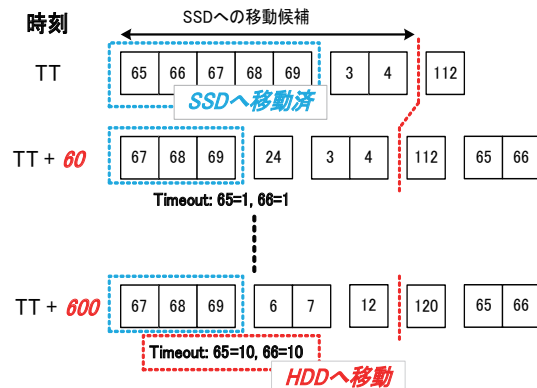 時刻
SSDへの移動候補
TT 65 66 67 68 69 3 4 112
SSDへ移動済
TT + 60 67 68 69 24 3 4 112 65 66
Timeout: 65=1, 66=1
TT + 600 67 68 69 6 7 12 120 65 66
Timeout: 65=10, 66=10
HDDへ移動